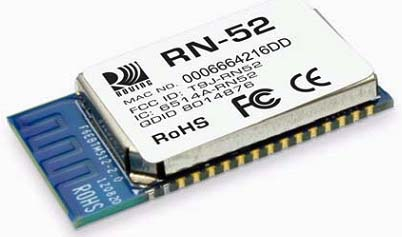 ROVING
RN-52
MAC NO. 0006664216DD
FCC ID: T9J-RN52
IC: 6514A-RN52
QDID B014876
FC CE
RoHS
ROHS
120820